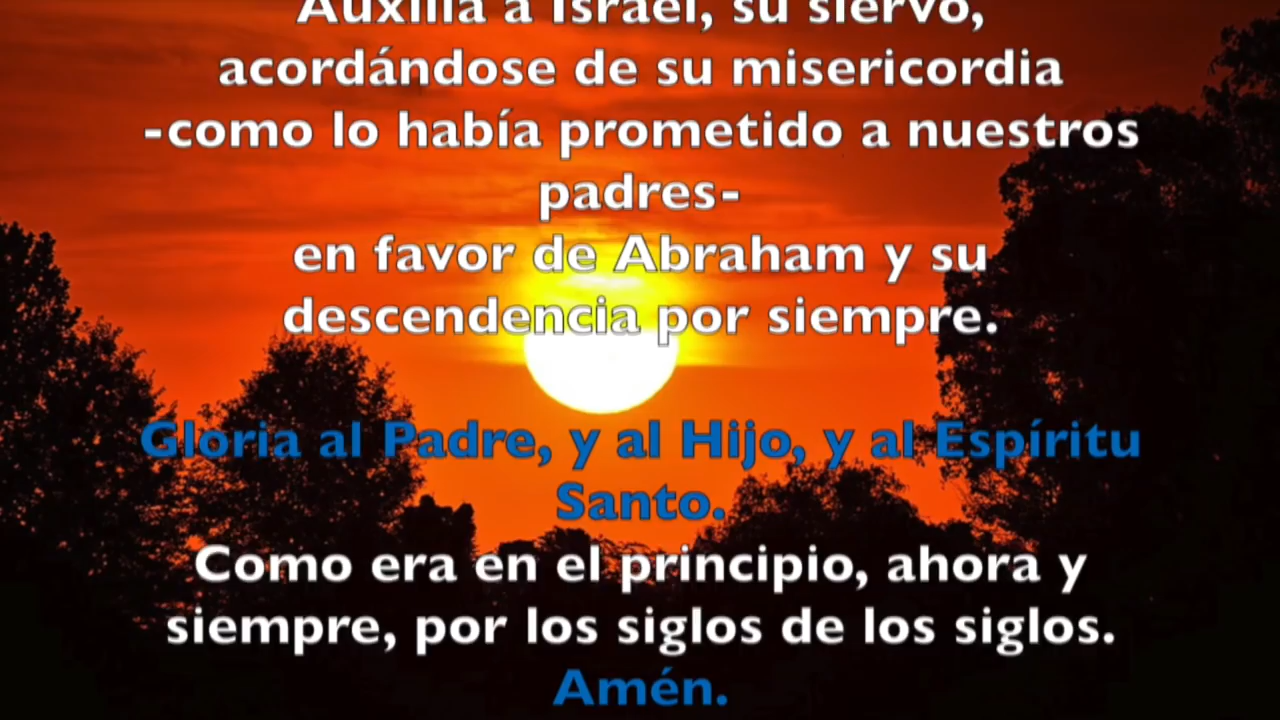 Auxilia a Israel, su siervo,
acordándose de su misericordia
-como lo había prometido a nuestros
padres-
en favor de Abraham y su
descendencia por siempre.
Gloria al Padre, y al Hijo, y al Espíritu
Santo.
Como era en el principio, ahora y
siempre, por los siglos de los siglos.
Amén.